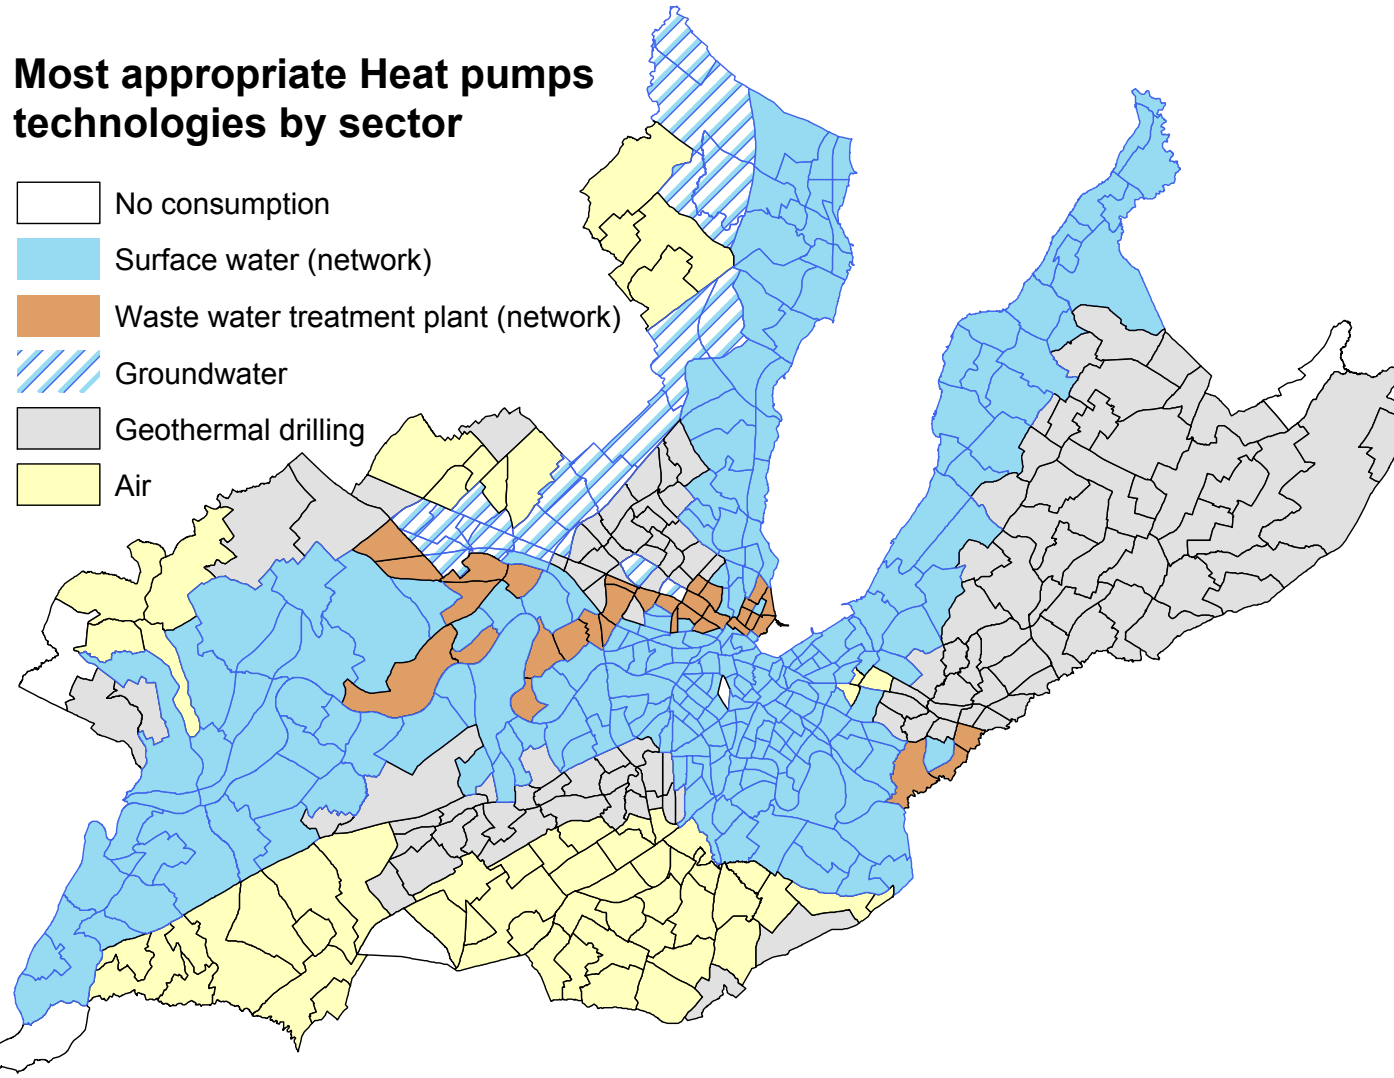 Most appropriate Heat pumps
technologies by sector
No consumption
Surface water (network)
Waste water treatment plant (network)
Groundwater
Geothermal drilling
Air